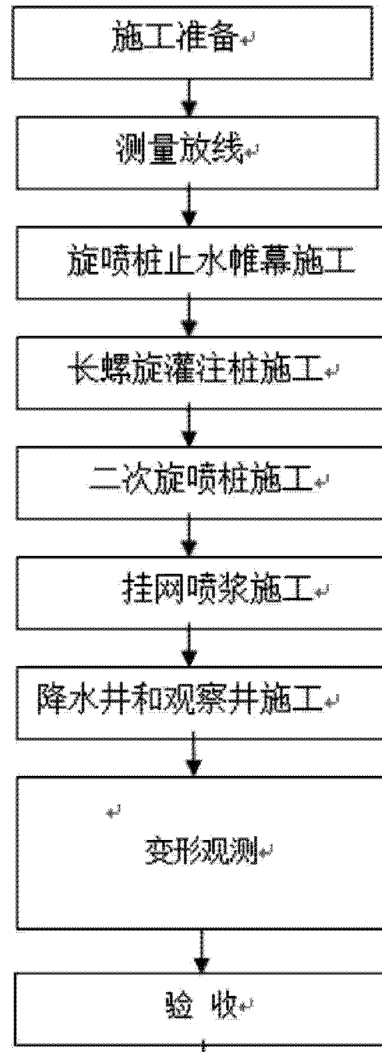 施工准备
测量放线
旋喷桩止水帷幕施工
长螺旋灌注桩施工
二次旋喷桩施工
挂网喷浆施工
降水井和观察井施工
变形观测
验 收